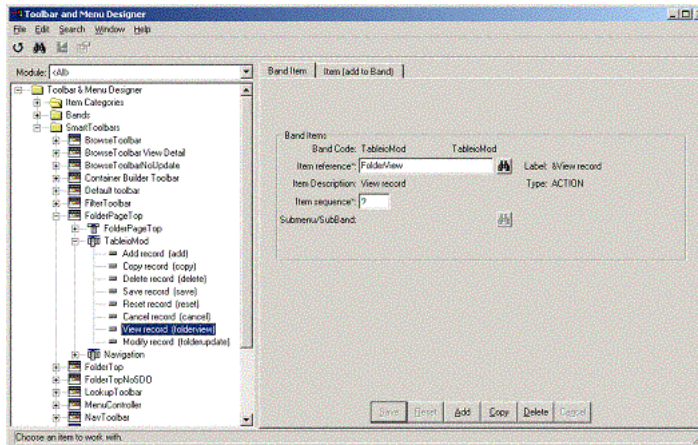 Toolbar and Menu Designer
File Edit Search Window Help
Module: <All>
Toolbar & Menu Designer
Item Categories
Bands
SmartToolbars
BrowseToolbar
BrowseToolbar View Detail
BrowseToolbarNoUpdate
Container Builder Toolbar
Default toolbar
FilterToolbar
FolderPageTop
FolderPageTop
TableioMod
Add record (add)
Copy record (copy)
Delete record (delete)
Save record (save)
Reset record (reset)
Cancel record (cancel)
View record (folderview)
Modify record (folderupdate)
Navigation
FolderTop
FolderTopNoSDO
LookupToolbar
MenuController
NavToolbar
Band Item Item (add to Band)
Band Items
Band Code: TableioMod TableioMod
Item reference*: FolderView Label: &View record
Item Description: View record Type: ACTION
Item sequence*: ?
Submenu/SubBand:
Save Reset Add Copy Delete Cancel
Choose an item to work with.